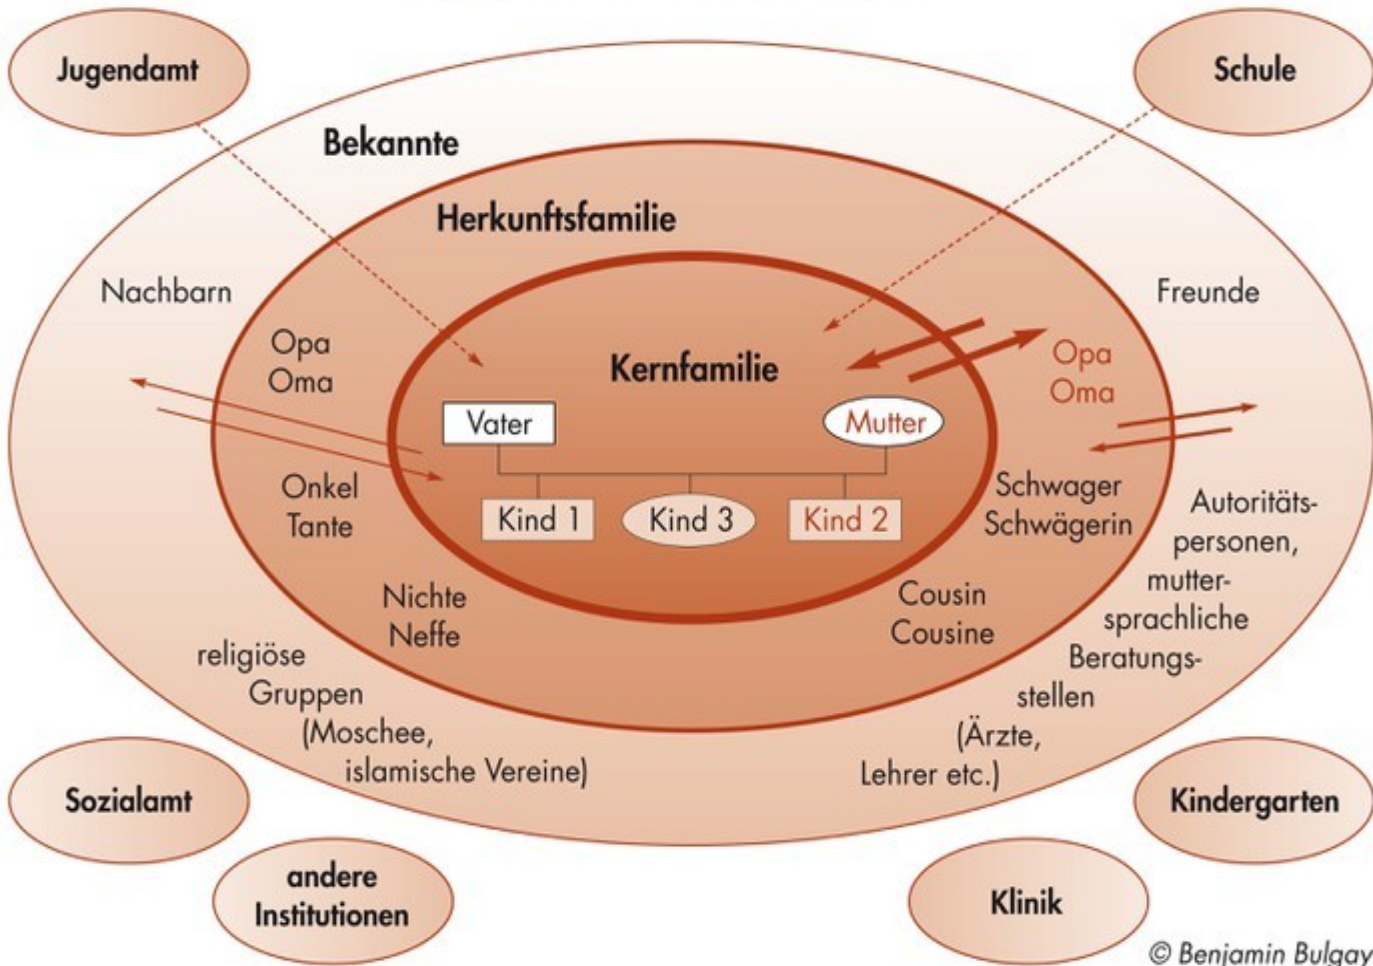 Jugendamt
Schule
Bekannte
Herkunftsfamilie
Nachbarn
Freunde
Opa
Oma
Kernfamilie
Opa
Oma
Vater
Mutter
Onkel
Tante
Kind 1
Kind 3
Kind 2
Schwager
Schwägerin
Autoritäts-
personen,
mutter-
sprachliche
Beratungs-
stellen
(Ärzte,
Lehrer etc.)
Nichte
Neffe
Cousin
Cousine
religiöse
Gruppen
(Moschee,
islamische Vereine)
Sozialamt
Kindergarten
andere
Institutionen
Klinik
© Benjamin Bulgay